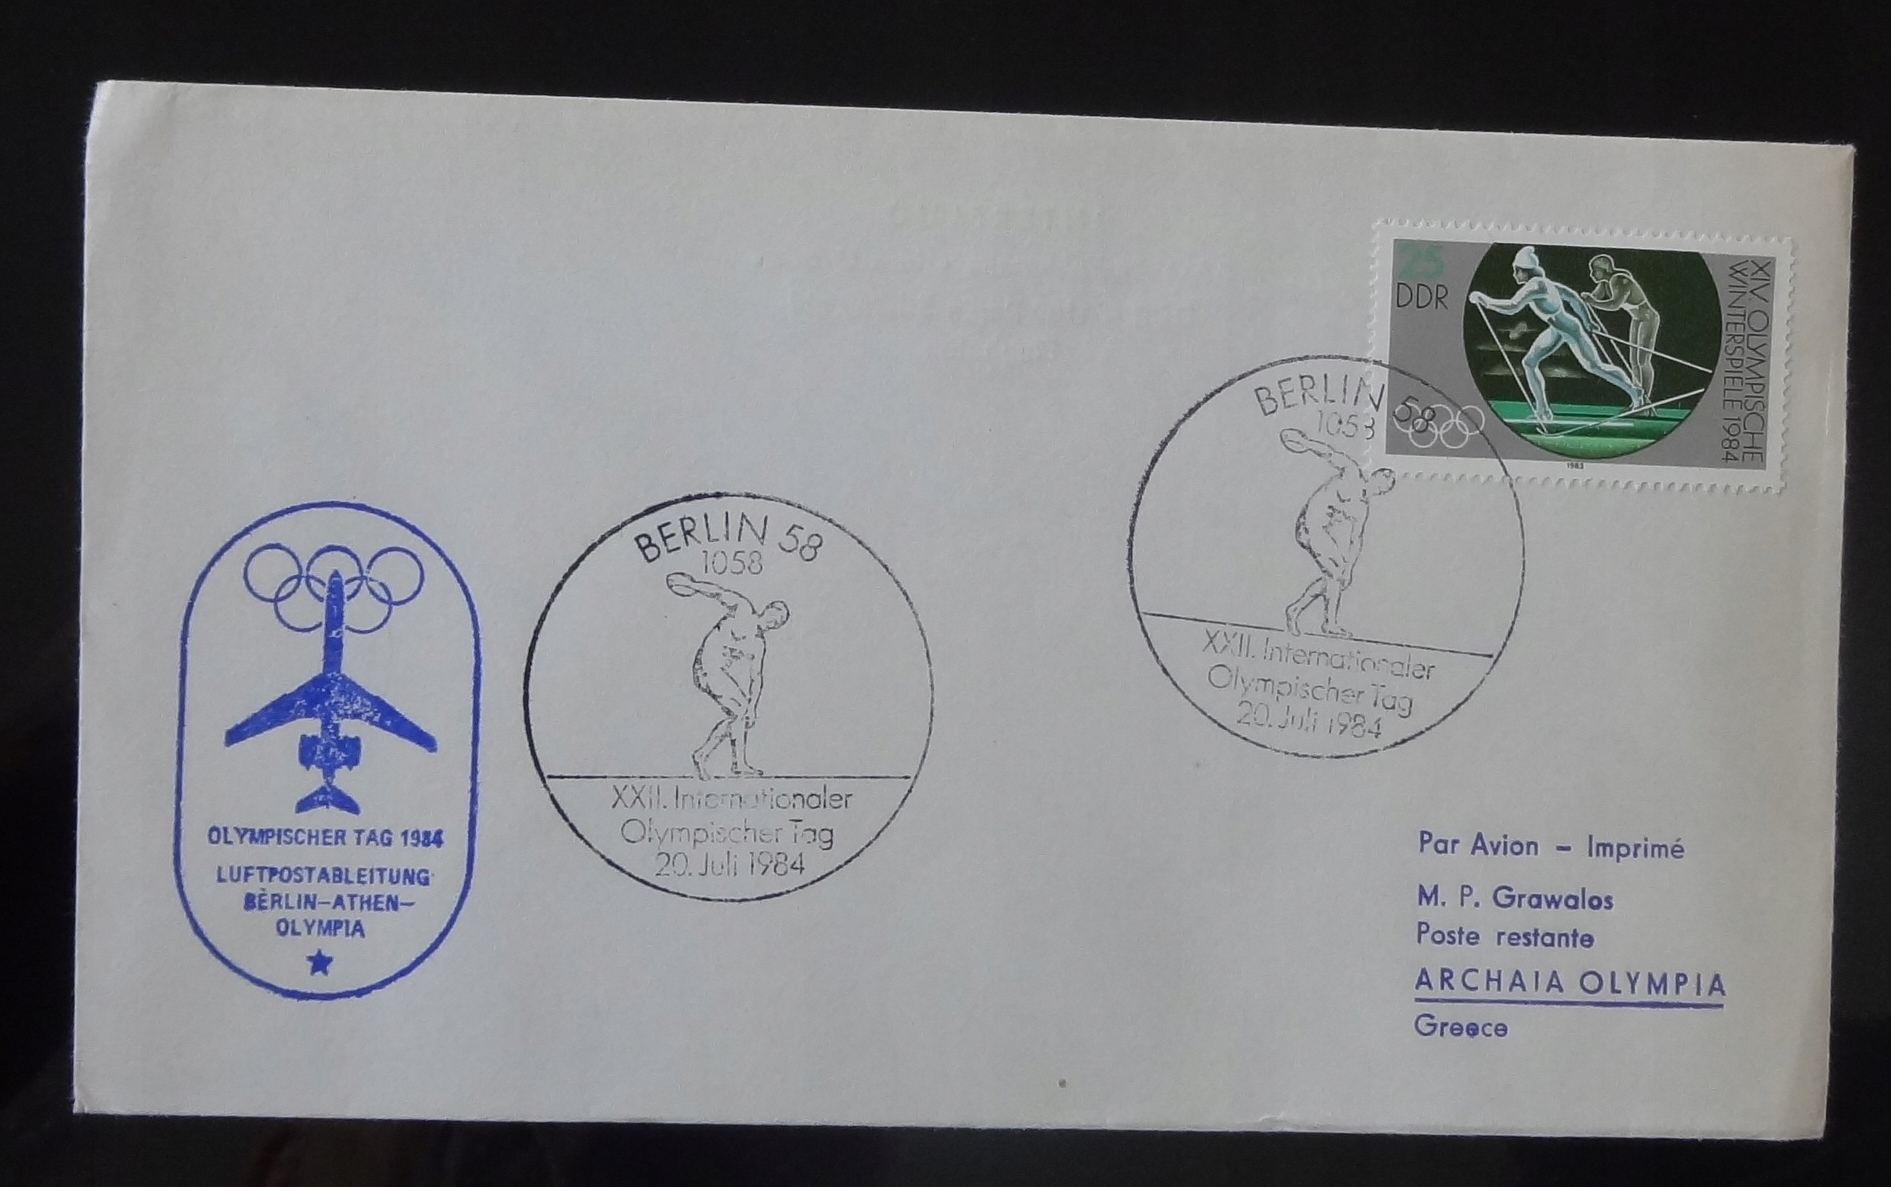 25
DDR
XIV OLYMPISCHE
WINTERSPIELE 1984
1983
BERLIN 58
1058
XXII. Internationaler
Olympischer Tag
20. Juli 1984
BERLIN 58
1058
XXII. Internationaler
Olympischer Tag
20. Juli 1984
OLYMPISCHER TAG 1984
LUFTPOSTABLEITUNG
BERLIN-ATHEN-
OLYMPIA
Par Avion - Imprimé
M. P. Grawalos
Poste restante
ARCHAIA OLYMPIA
Greece